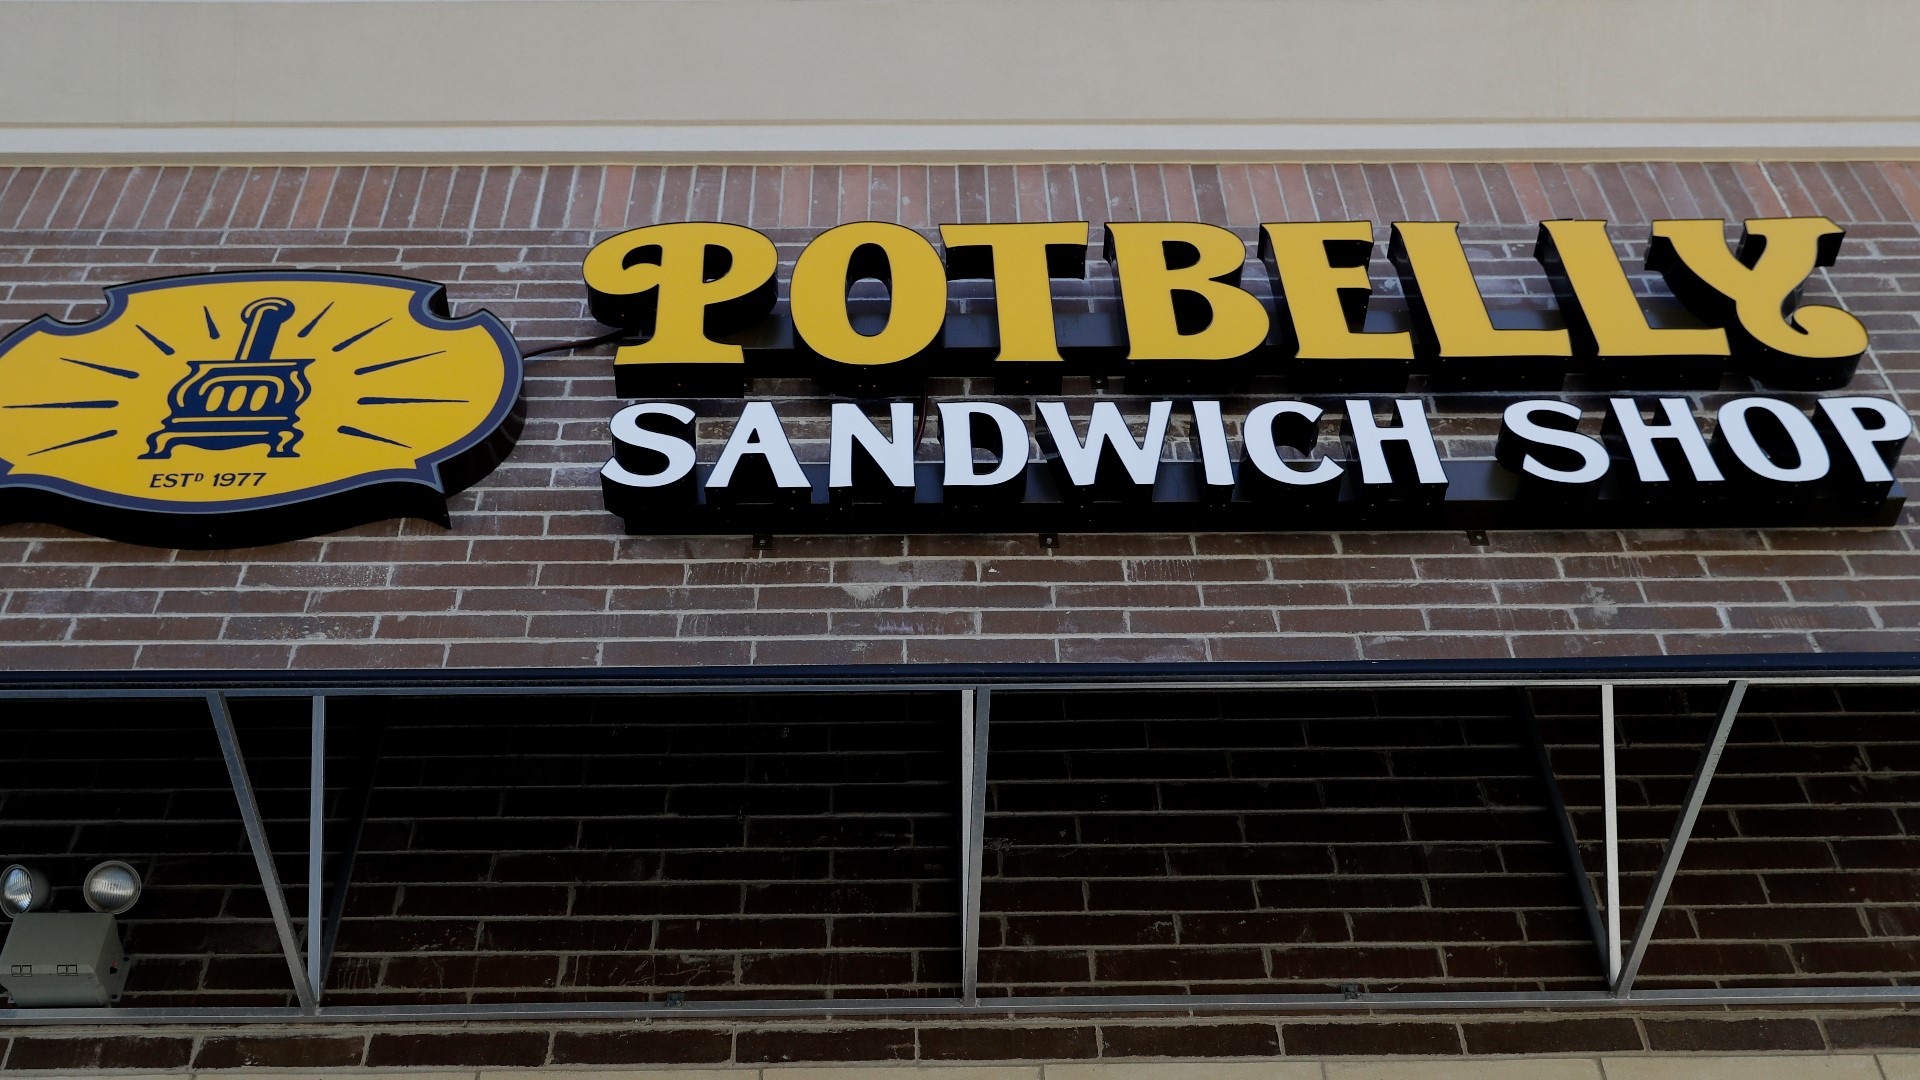 POTBELLY
SANDWICH SHOP
ESTᴰ 1977